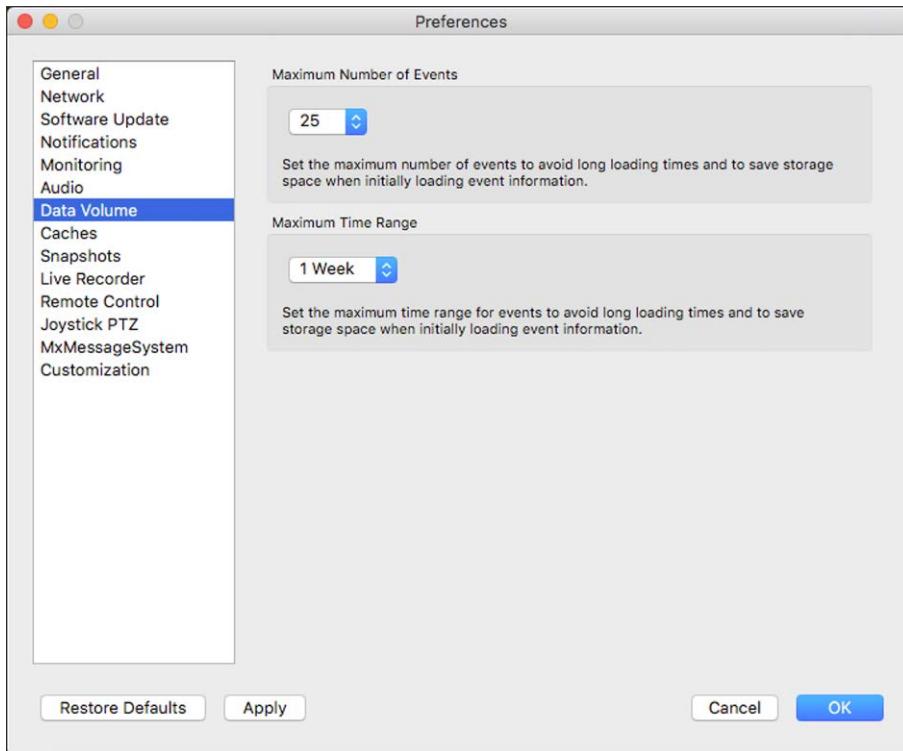 Preferences
General
Network
Software Update
Notifications
Monitoring
Audio
Data Volume
Caches
Snapshots
Live Recorder
Remote Control
Joystick PTZ
MxMessageSystem
Customization
Maximum Number of Events
25
Set the maximum number of events to avoid long loading times and to save storage
space when initially loading event information.
Maximum Time Range
1 Week
Set the maximum time range for events to avoid long loading times and to save
storage space when initially loading event information.
Restore Defaults
Apply
Cancel
OK